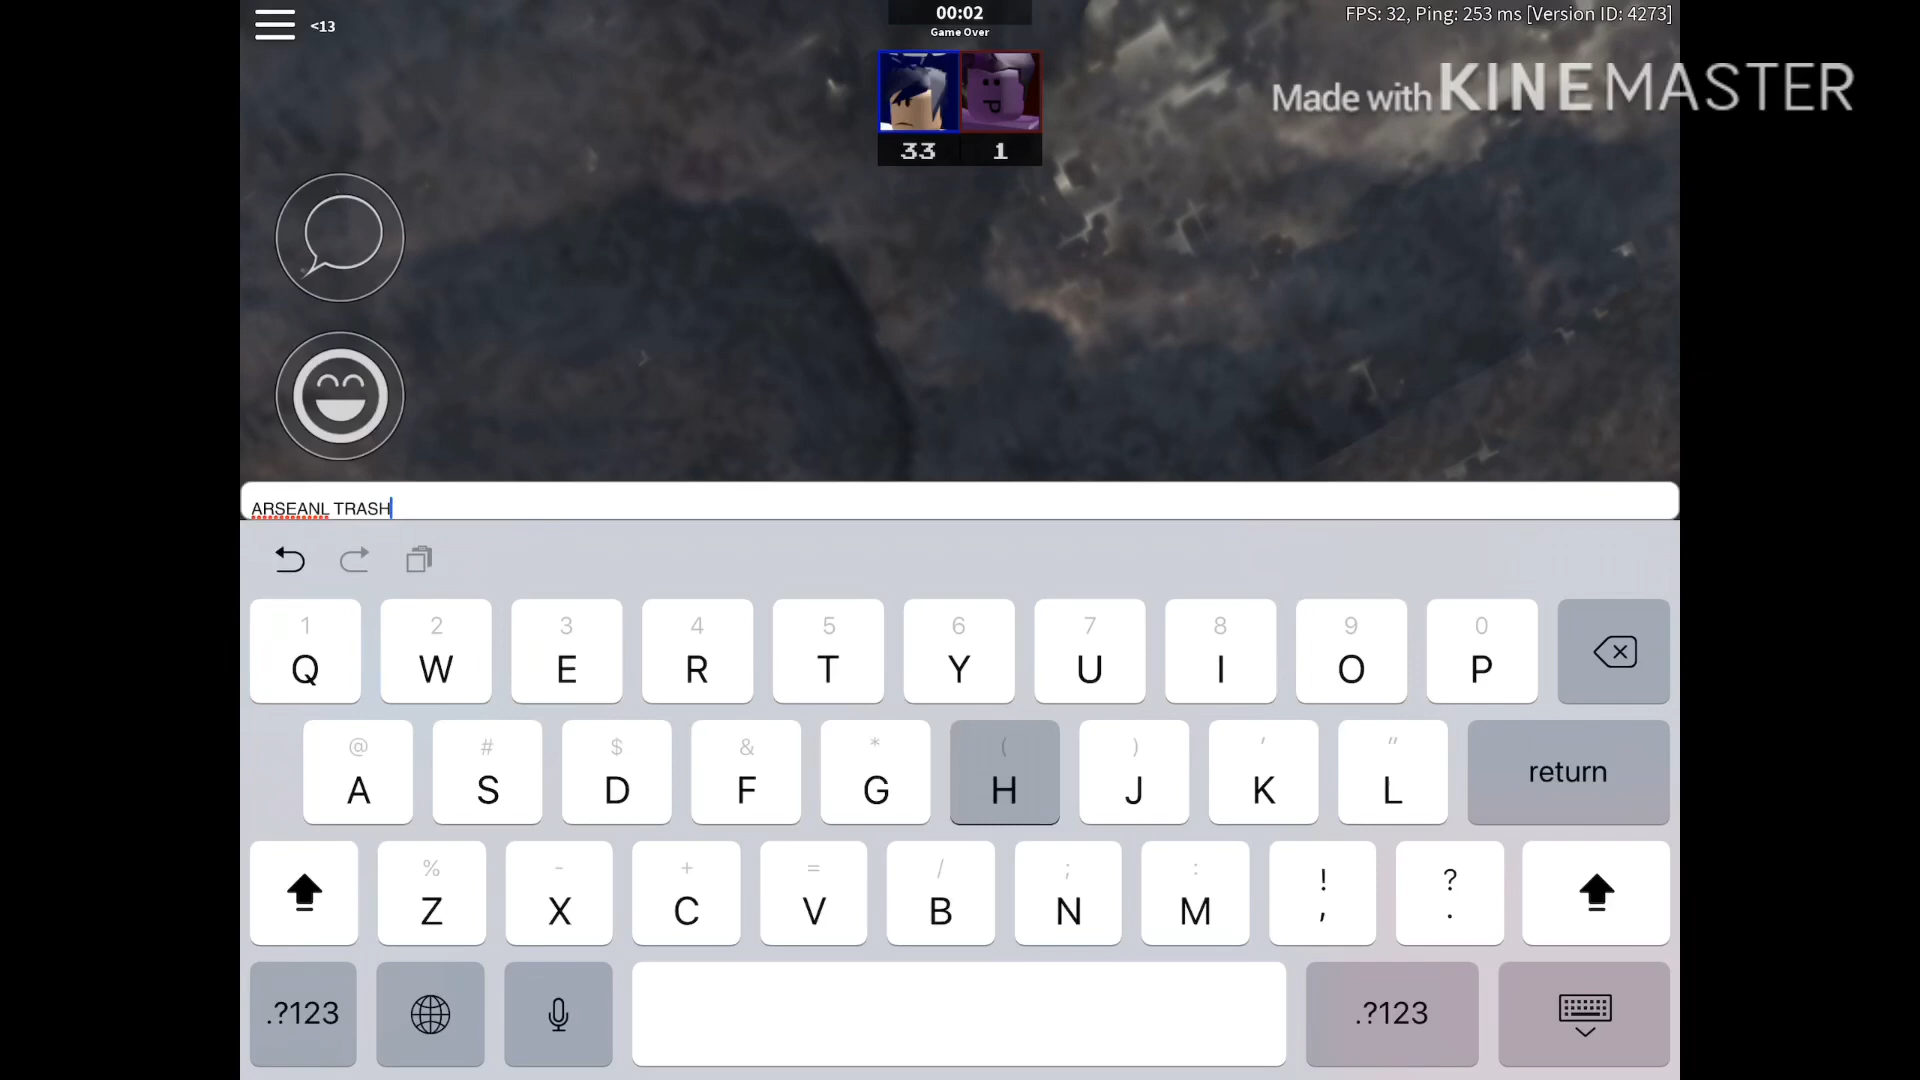 <13
00:02
Game Over
FPS: 32, Ping: 253 ms [Version ID: 4273]
Made with KINEMASTER
33 1
ARSEANL TRASH
1 2 3 4 5 6 7 8 9 0
Q W E R T Y U I O P
@ # $ & * ( ) ' "
A S D F G H J K L return
% - + = / ; : ! ?
Z X C V B N M , .
.?123 .?123